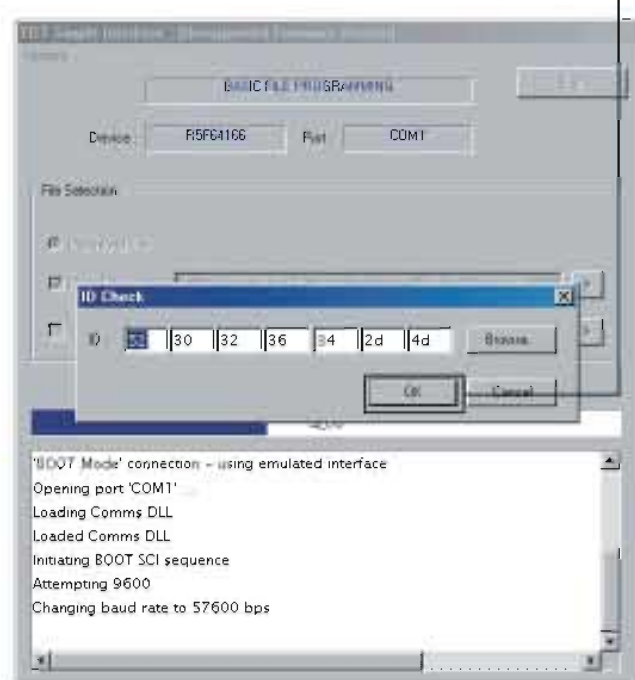 BASIC FILE PROGRAMMING
Device R5F64166 Port COM1
File Selection
ID Check
ID 30 32 36 34 2d 4d Browse...
OK Cancel
'BOOT Mode' connection - using emulated interface
Opening port 'COM1'
Loading Comms DLL
Loaded Comms DLL
Initiating BOOT SCI sequence
Attempting 9600
Changing baud rate to 57600 bps